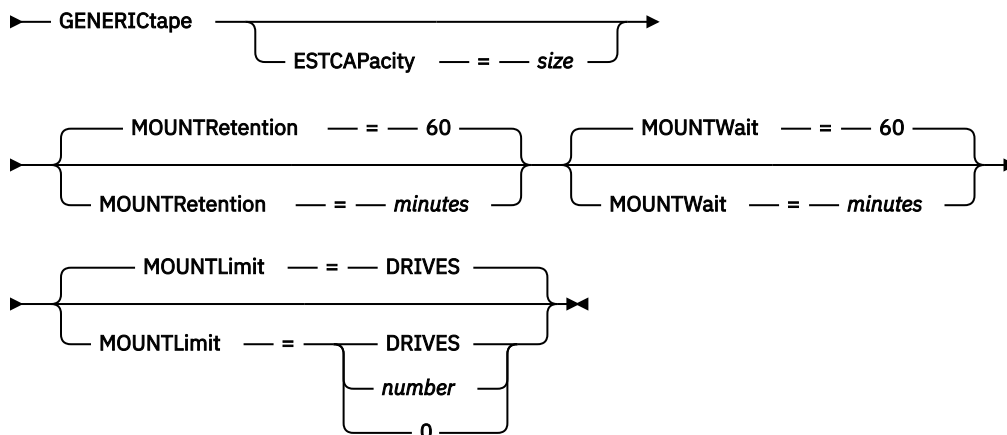 GENERICtape
ESTCAPacity = size
MOUNTRetention = 60 MOUNTWait = 60
MOUNTRetention = minutes MOUNTWait = minutes
MOUNTLimit = DRIVES
MOUNTLimit = DRIVES
number
0